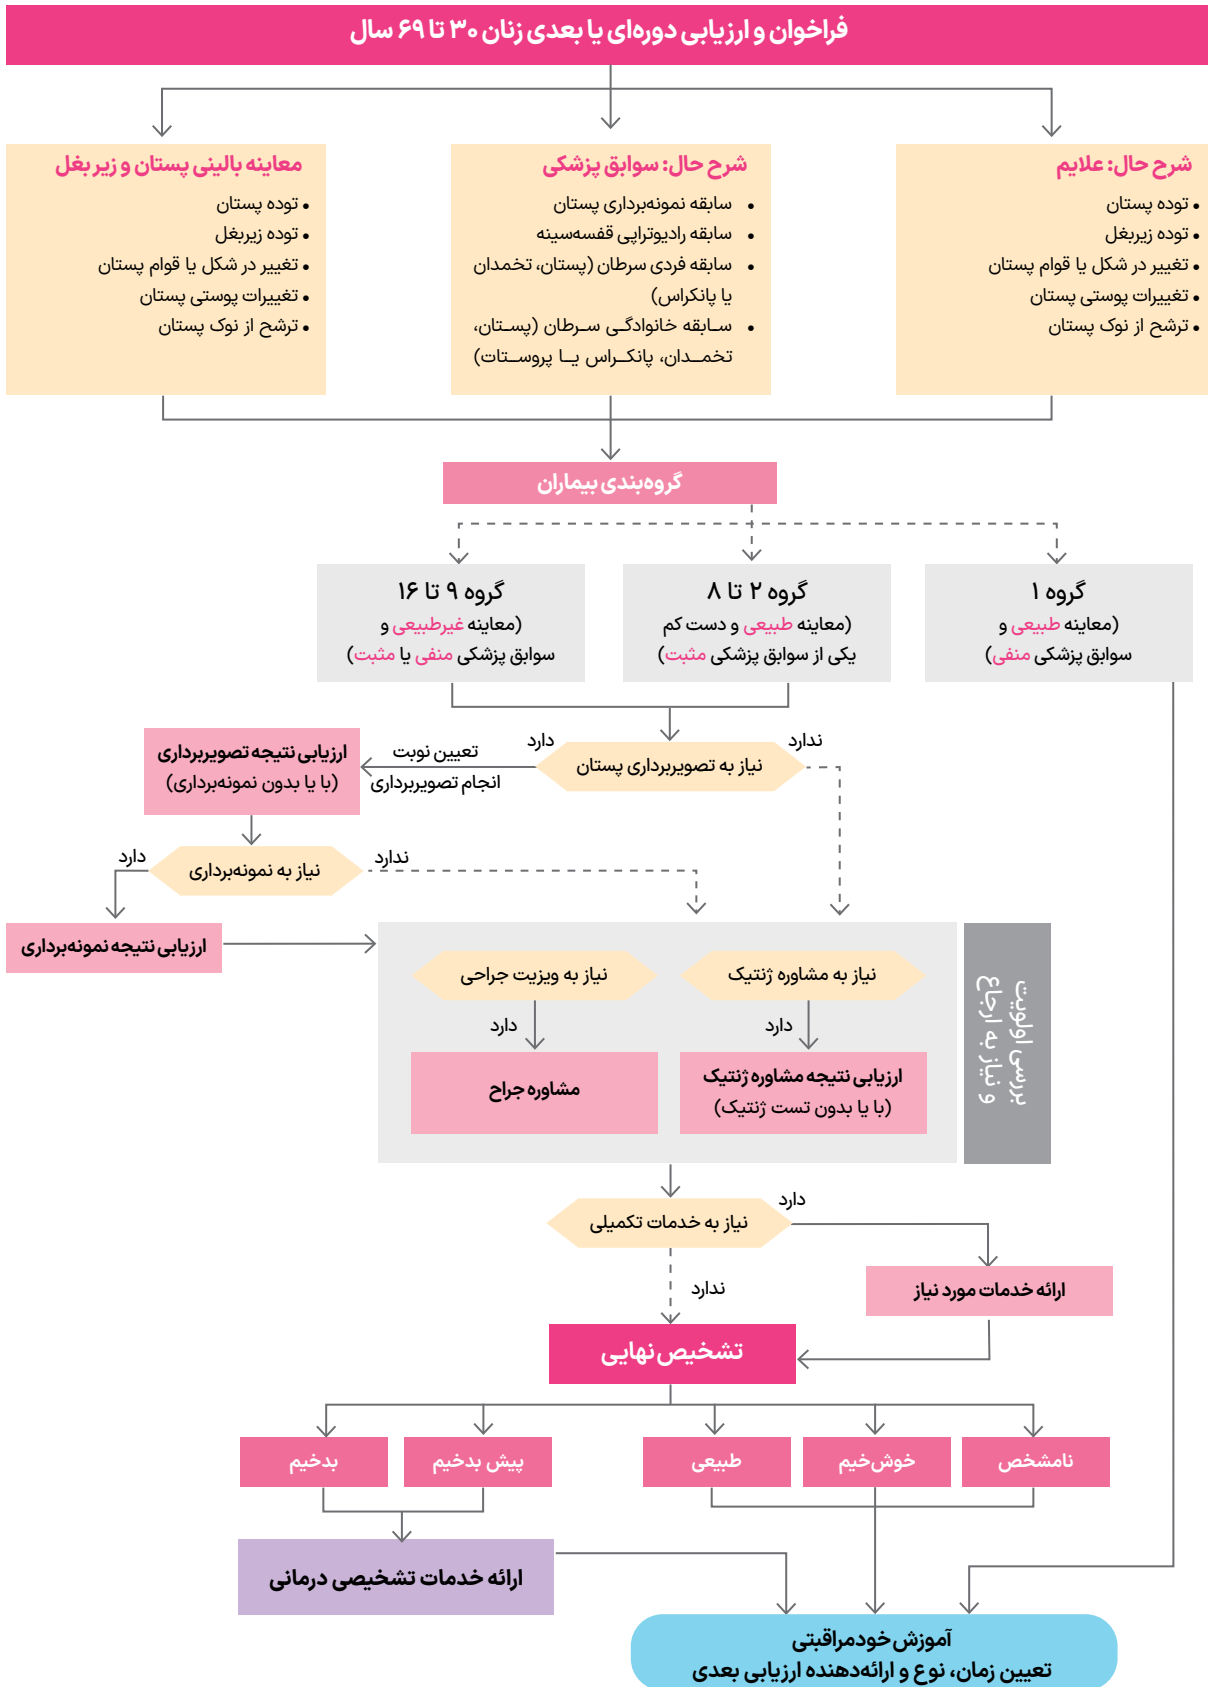 فراخوان و ارزیابی دوره‌ای یا بعدی زنان ۳۰ تا ۶۹ سال
شرح حال: علایم
• توده پستان
• توده زیربغل
• تغییر در شکل یا قوام پستان
• تغییرات پوستی پستان
• ترشح از نوک پستان
شرح حال: سوابق پزشکی
• سابقه نمونه‌برداری پستان
• سابقه رادیوتراپی قفسه‌سینه
• سابقه فردی سرطان (پستان، تخمدان
یا پانکراس)
• سـابقه خانوادگـی سـرطان (پسـتان،
تخمــدان، پانکــراس یــا پروســتات)
معاینه بالینی پستان و زیر بغل
• توده پستان
• توده زیربغل
• تغییر در شکل یا قوام پستان
• تغییرات پوستی پستان
• ترشح از نوک پستان
گروه‌بندی بیماران
گروه ۱
(معاینه طبیعی و
سوابق پزشکی منفی)
گروه ۲ تا ۸
(معاینه طبیعی و دست کم
یکی از سوابق پزشکی مثبت)
گروه ۹ تا ۱۶
(معاینه غیرطبیعی و
سوابق پزشکی منفی یا مثبت)
ندارد
نیاز به تصویربرداری پستان
دارد
تعیین نوبت
انجام تصویربرداری
ارزیابی نتیجه تصویربرداری
(با یا بدون نمونه‌برداری)
ندارد
نیاز به نمونه‌برداری
دارد
ارزیابی نتیجه نمونه‌برداری
بررسی اولویت
و نیاز به ارجاع
نیاز به مشاوره ژنتیک
دارد
ارزیابی نتیجه مشاوره ژنتیک
(با یا بدون تست ژنتیک)
نیاز به ویزیت جراحی
دارد
مشاوره جراح
دارد
نیاز به خدمات تکمیلی
ارائه خدمات مورد نیاز
ندارد
تشخیص نهایی
نامشخص
خوش‌خیم
طبیعی
پیش بدخیم
بدخیم
ارائه خدمات تشخیصی درمانی
آموزش خودمراقبتی
تعیین زمان، نوع و ارائه‌دهنده ارزیابی بعدی